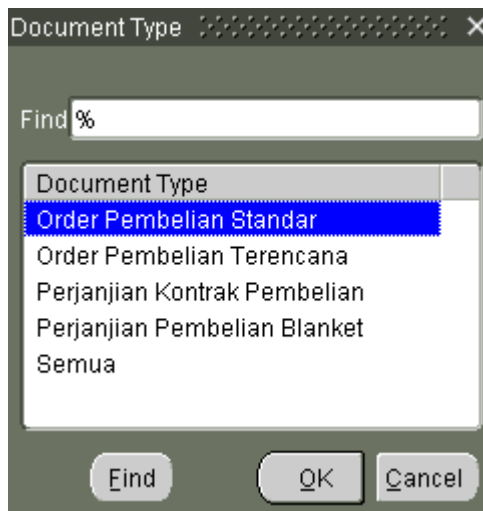 Document Type
Find %
Document Type
Order Pembelian Standar
Order Pembelian Terencana
Perjanjian Kontrak Pembelian
Perjanjian Pembelian Blanket
Semua
Find OK Cancel